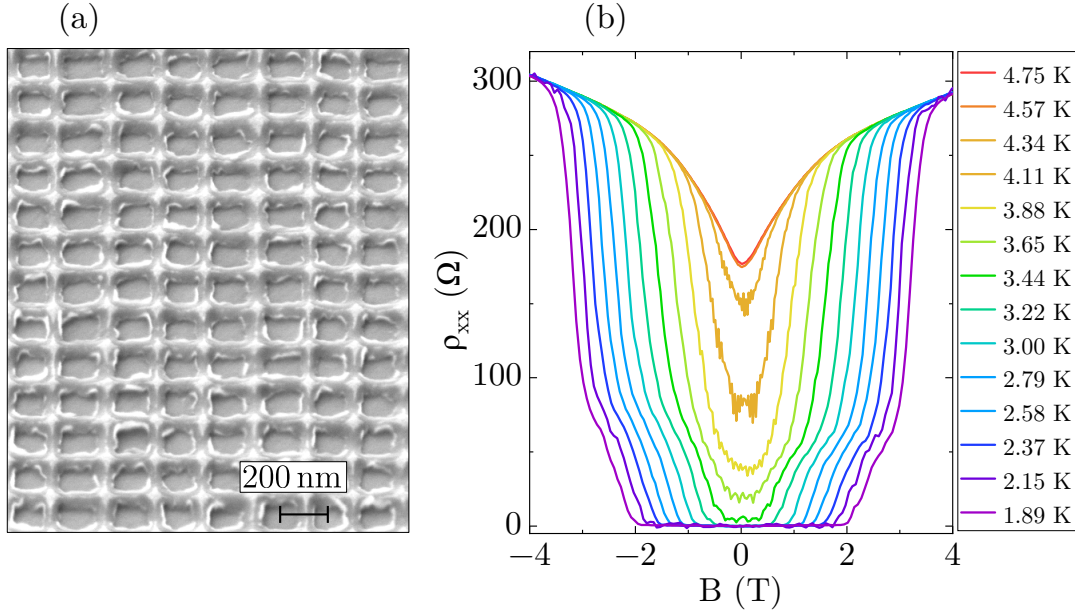 (a)
200 nm
(b)
ρxx (Ω)
300
200
100
0
−4
−2
0
2
4
B (T)
4.75 K
4.57 K
4.34 K
4.11 K
3.88 K
3.65 K
3.44 K
3.22 K
3.00 K
2.79 K
2.58 K
2.37 K
2.15 K
1.89 K